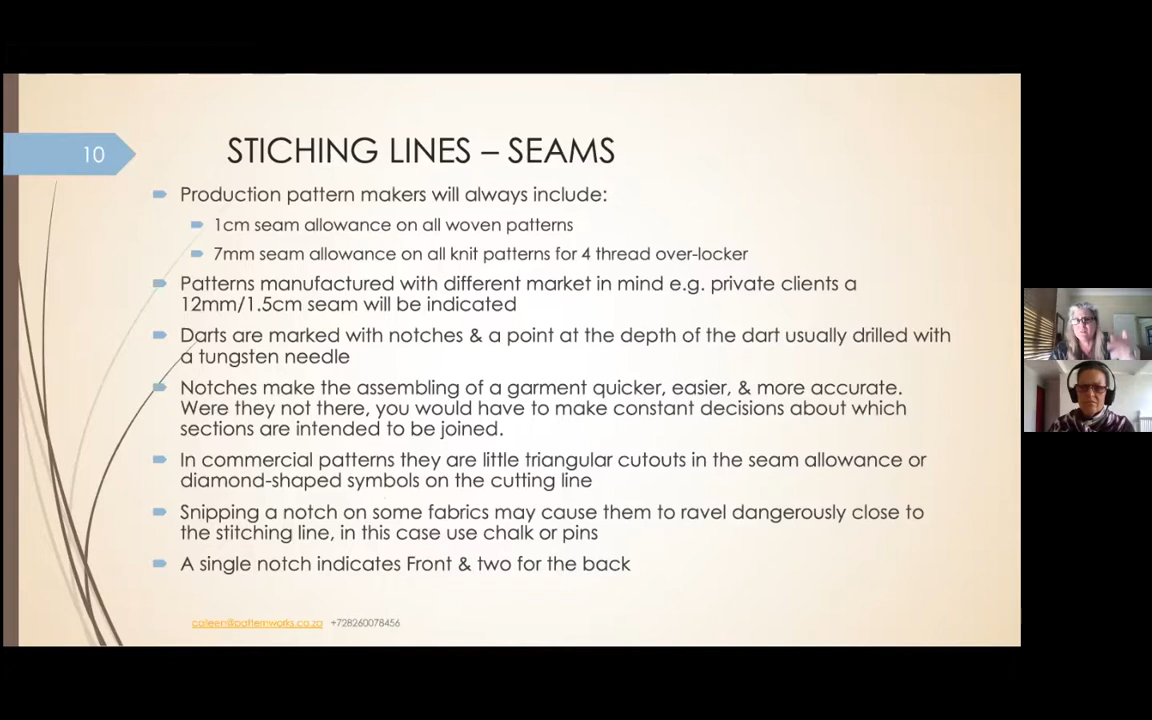 10
STICHING LINES – SEAMS
Production pattern makers will always include:
1cm seam allowance on all woven patterns
7mm seam allowance on all knit patterns for 4 thread over-locker
Patterns manufactured with different market in mind e.g. private clients a
12mm/1.5cm seam will be indicated
Darts are marked with notches & a point at the depth of the dart usually drilled with
a tungsten needle
Notches make the assembling of a garment quicker, easier, & more accurate.
Were they not there, you would have to make constant decisions about which
sections are intended to be joined.
In commercial patterns they are little triangular cutouts in the seam allowance or
diamond-shaped symbols on the cutting line
Snipping a notch on some fabrics may cause them to ravel dangerously close to
the stitching line, in this case use chalk or pins
A single notch indicates Front & two for the back
colleen@patternworks.co.za +728260078456